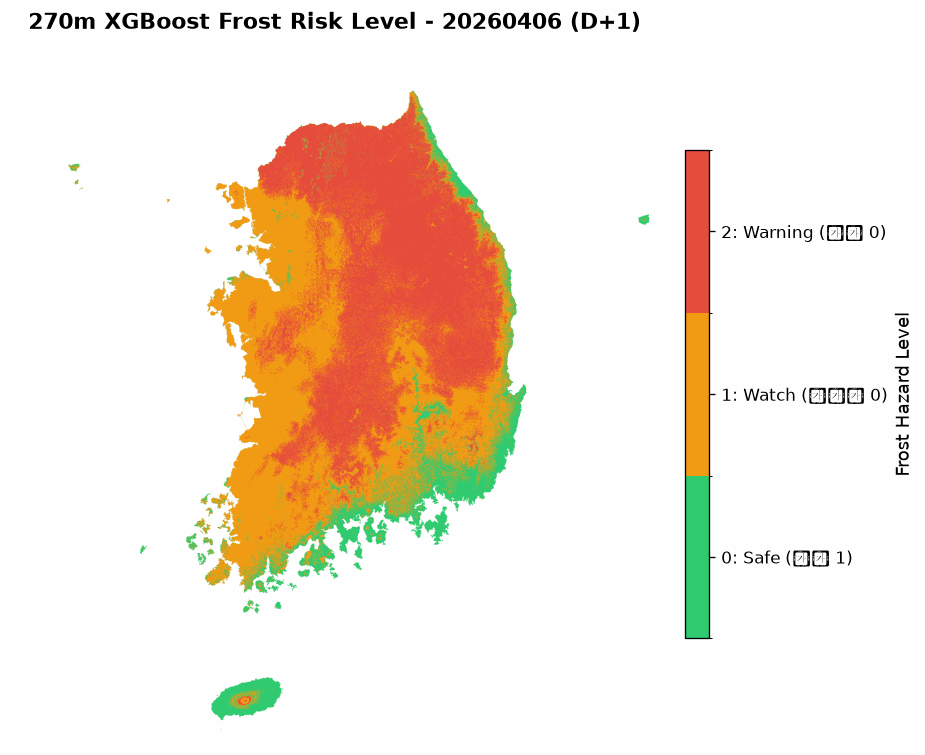 270m XGBoost Frost Risk Level - 20260406 (D+1)
2: Warning (□□ 0)
1: Watch (□□□ 0)
0: Safe (□□ 1)
Frost Hazard Level